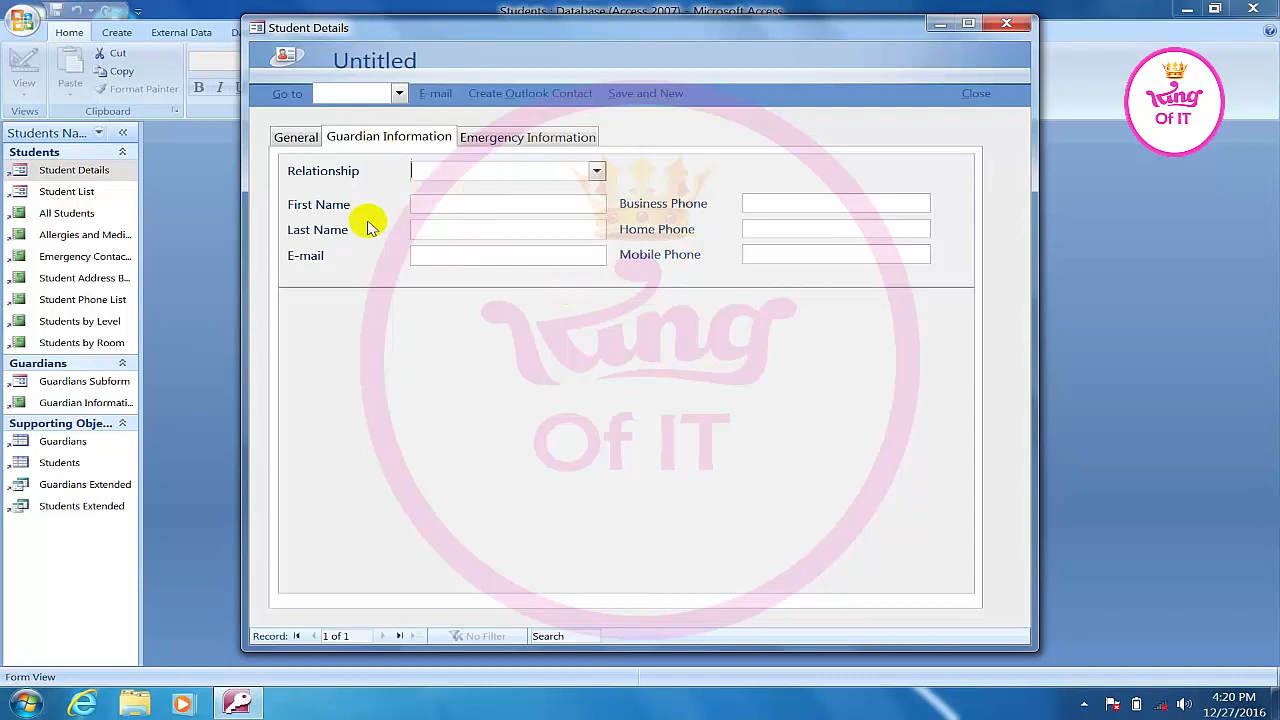 Students : Database (Access 2007) - Microsoft Access
Home
Create
External Data
Cut
Copy
Format Painter
View
Paste
B
I
Views
Clipboard
Students Na...
Students
Student Details
Student List
All Students
Allergies and Medi...
Emergency Contac...
Student Address B...
Student Phone List
Students by Level
Students by Room
Guardians
Guardians Subform
Guardian Informati...
Supporting Obje...
Guardians
Students
Guardians Extended
Students Extended
Student Details
Untitled
Go to
E-mail
Create Outlook Contact
Save and New
Close
General
Guardian Information
Emergency Information
Relationship
First Name
Business Phone
Last Name
Home Phone
E-mail
Mobile Phone
King
Of IT
King
Of IT
Record:
1 of 1
No Filter
Search
Form View
4:20 PM
12/27/2016